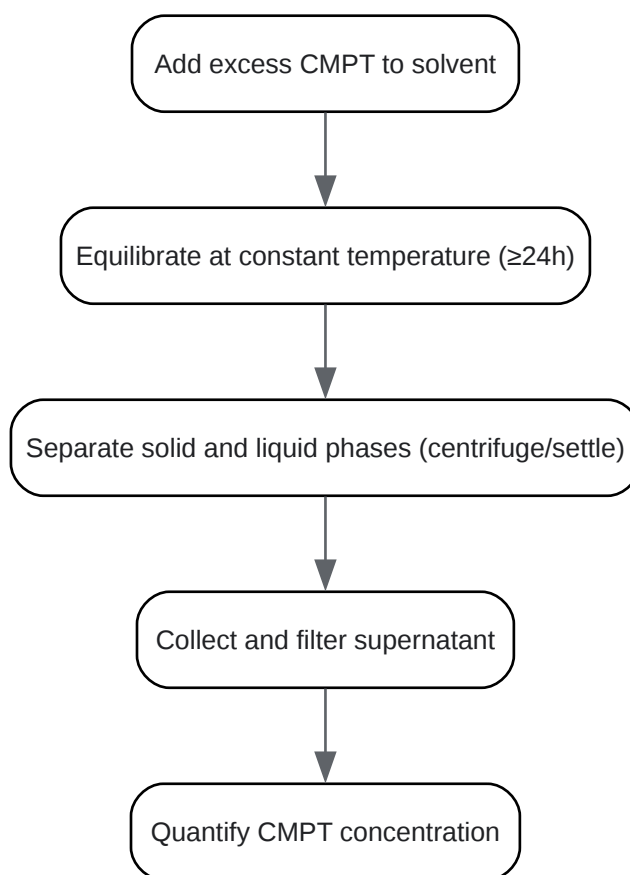 Add excess CMPT to solvent
Equilibrate at constant temperature (≥24h)
Separate solid and liquid phases (centrifuge/settle)
Collect and filter supernatant
Quantify CMPT concentration